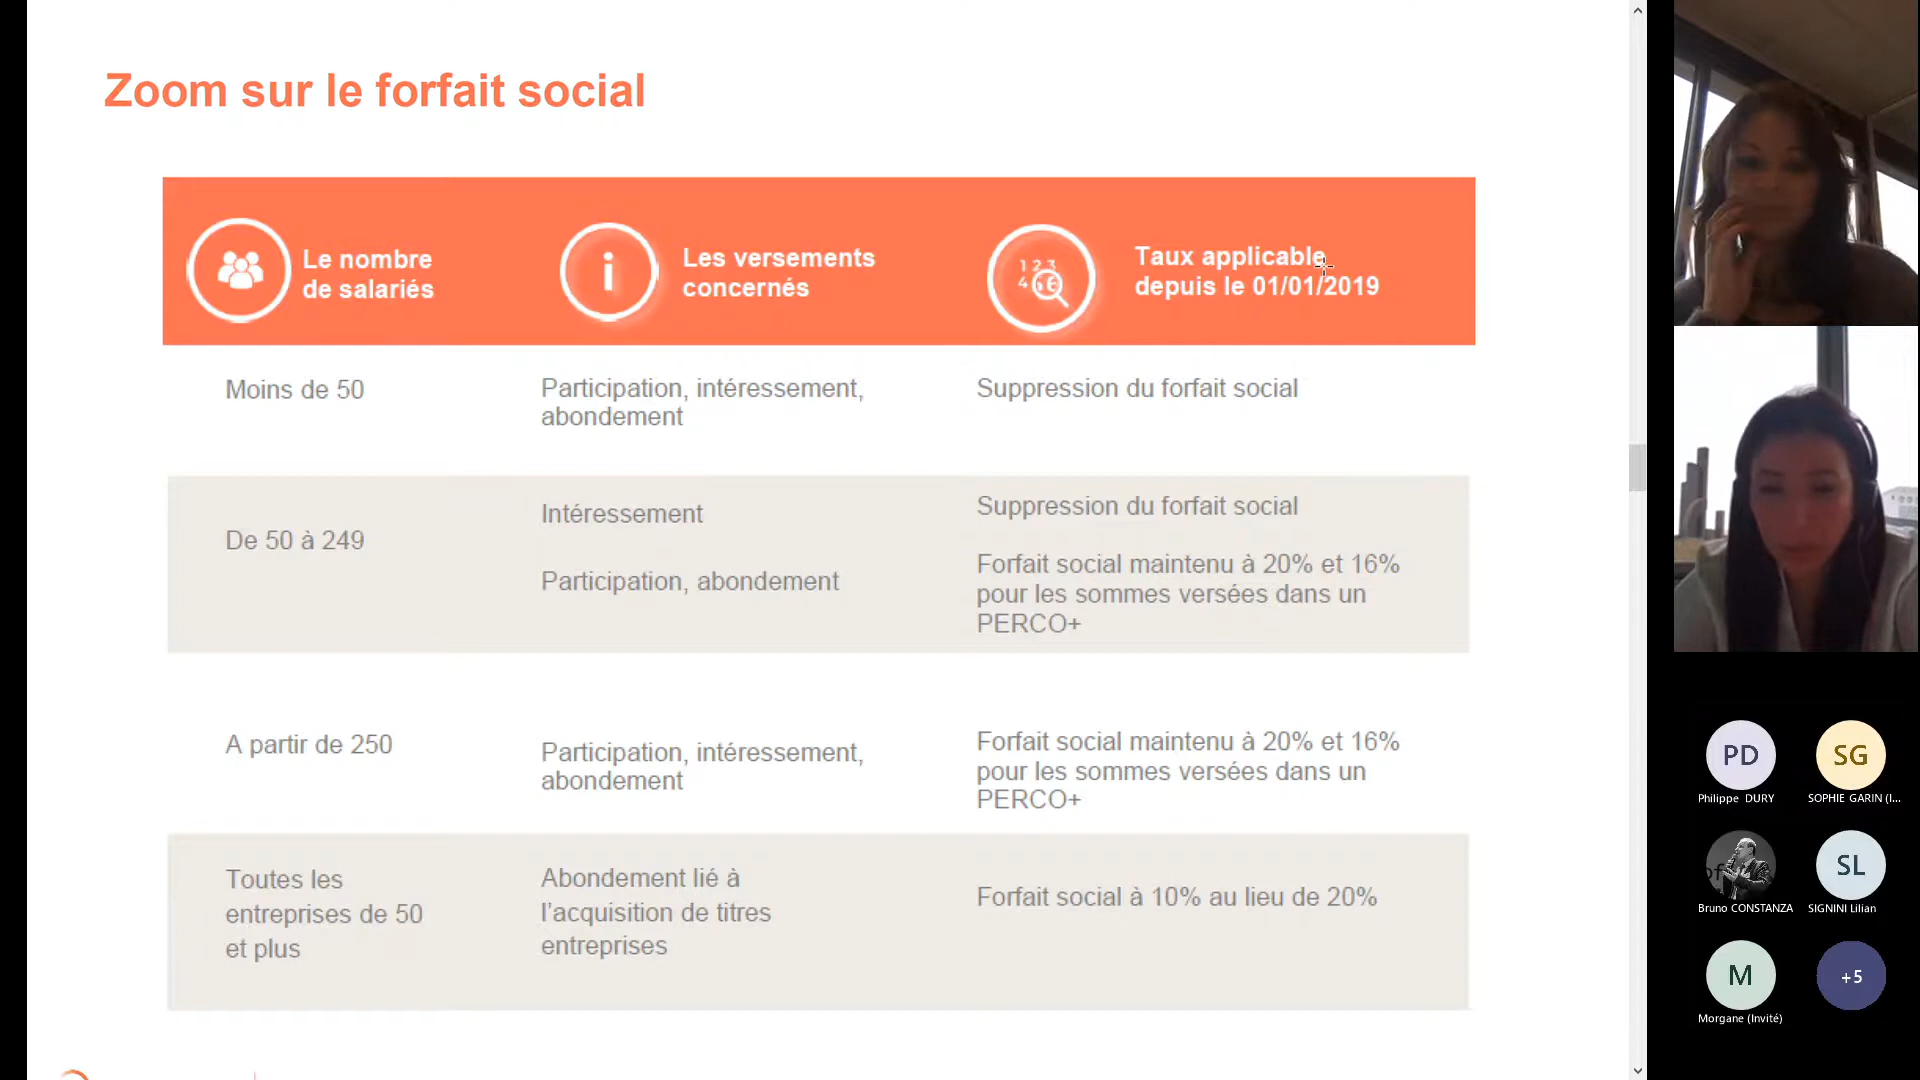 Zoom sur le forfait social
Le nombre
de salariés
Les versements
concernés
Taux applicable
depuis le 01/01/2019
Moins de 50
Participation, intéressement,
abondement
Suppression du forfait social
De 50 à 249
Intéressement
Participation, abondement
Suppression du forfait social
Forfait social maintenu à 20% et 16%
pour les sommes versées dans un
PERCO+
A partir de 250
Participation, intéressement,
abondement
Forfait social maintenu à 20% et 16%
pour les sommes versées dans un
PERCO+
Toutes les
entreprises de 50
et plus
Abondement lié à
l'acquisition de titres
entreprises
Forfait social à 10% au lieu de 20%
PD
Philippe DURY
SG
SOPHIE GARIN (I...
Bruno CONSTANZA
SL
SIGNINI Lilian
M
Morgane (Invité)
+5